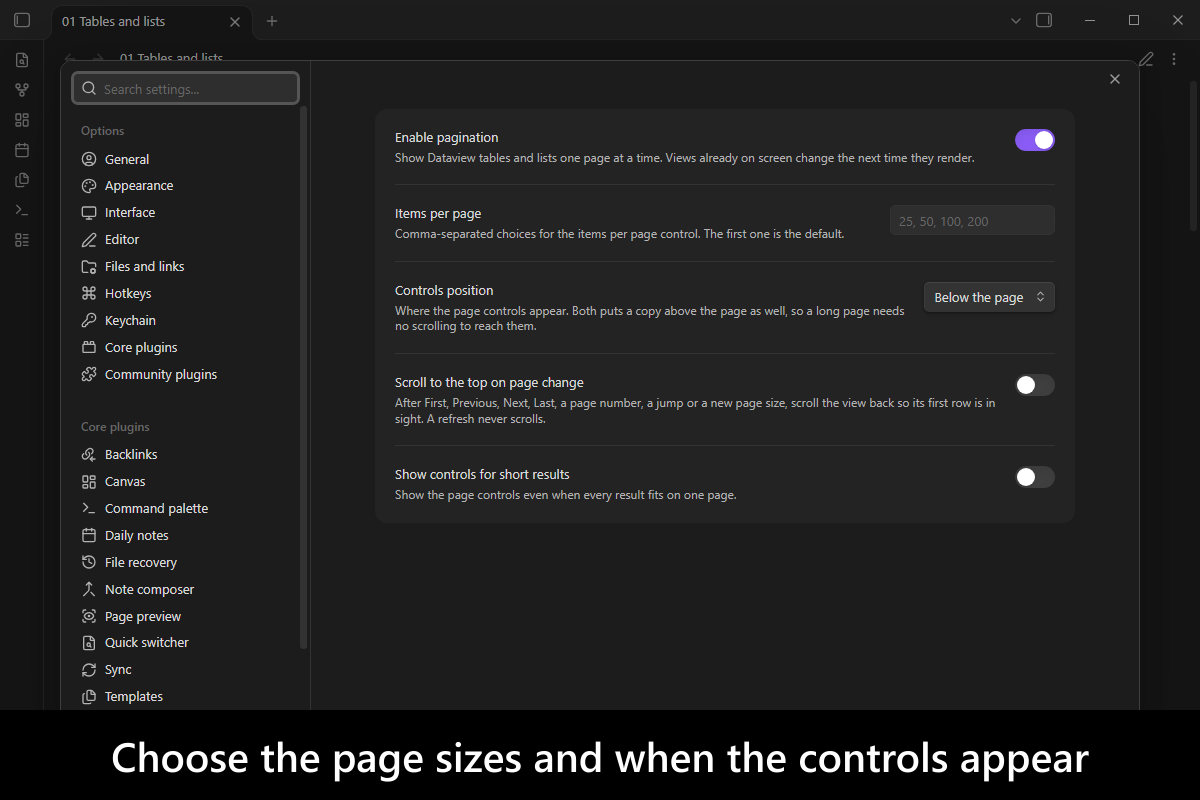 01 Tables and lists
01 Tables and lists
Search settings...
Options
General
Appearance
Interface
Editor
Files and links
Hotkeys
Keychain
Core plugins
Community plugins
Core plugins
Backlinks
Canvas
Command palette
Daily notes
File recovery
Note composer
Page preview
Quick switcher
Sync
Templates
Enable pagination
Show Dataview tables and lists one page at a time. Views already on screen change the next time they render.
Items per page
Comma-separated choices for the items per page control. The first one is the default.
25, 50, 100, 200
Controls position
Where the page controls appear. Both puts a copy above the page as well, so a long page needs
no scrolling to reach them.
Below the page
Scroll to the top on page change
After First, Previous, Next, Last, a page number, a jump or a new page size, scroll the view back so its first row is in
sight. A refresh never scrolls.
Show controls for short results
Show the page controls even when every result fits on one page.
Choose the page sizes and when the controls appear